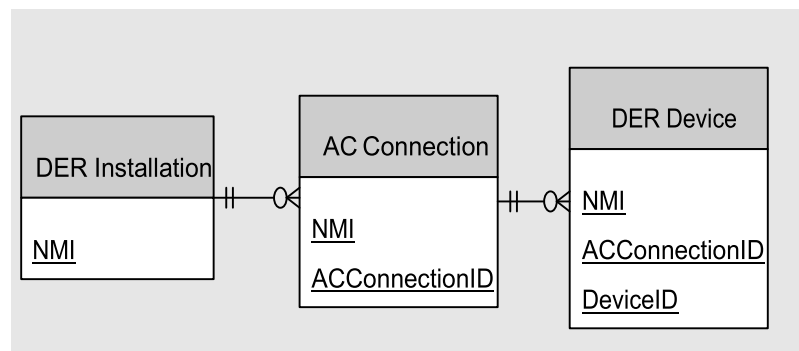 DER Installation
NMI
AC Connection
NMI
ACConnectionID
DER Device
NMI
ACConnectionID
DeviceID